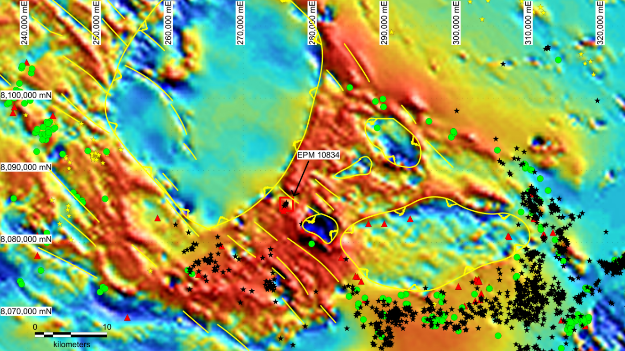 240,000 mE
250,000 mE
260,000 mE
270,000 mE
280,000 mE
290,000 mE
300,000 mE
310,000 mE
320,000 mE
8,100,000 mN
EPM 10834
8,090,000 mN
8,080,000 mN
8,070,000 mN
0 10
kilometers